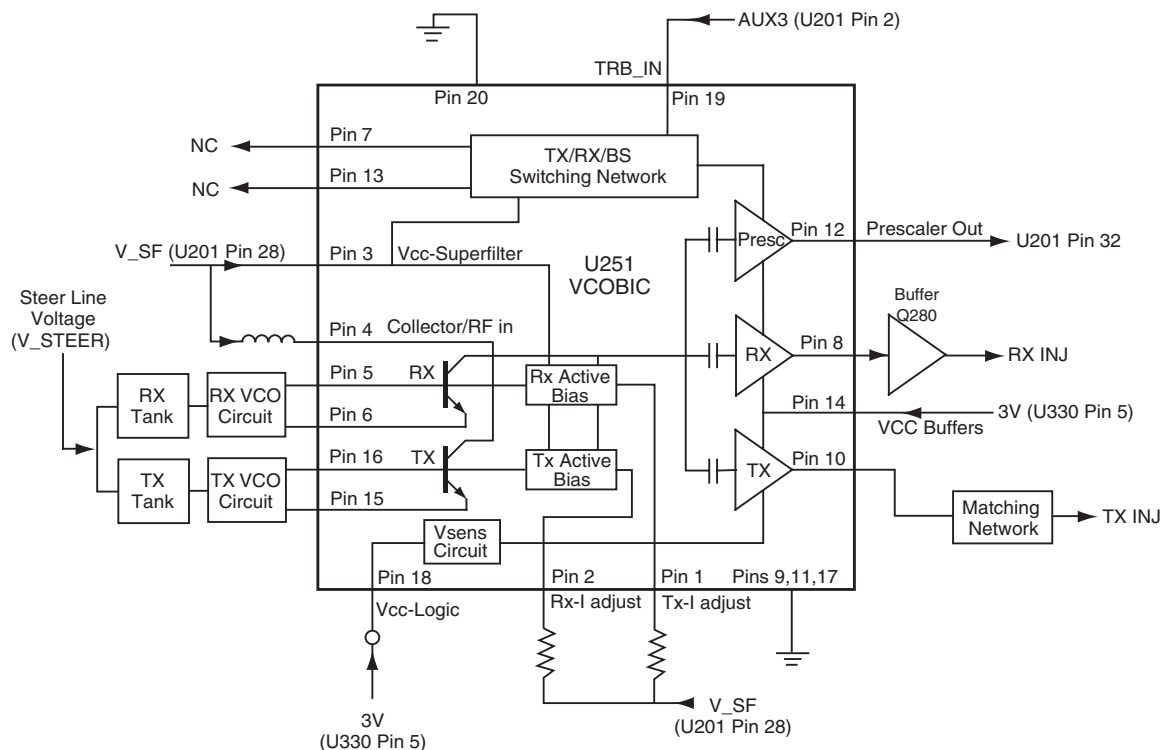 AUX3 (U201 Pin 2)
TRB_IN
Pin 20
Pin 19
NC
Pin 7
TX/RX/BS
Switching Network
NC
Pin 13
Presc
Pin 12
Prescaler Out
U201 Pin 32
V_SF (U201 Pin 28)
Pin 3
Vcc-Superfilter
U251
VCOBIC
Steer Line
Voltage
(V_STEER)
Buffer
Q280
Pin 4
Collector/RF in
Pin 8
RX
RX INJ
RX
Tank
RX VCO
Circuit
Pin 5
RX
Rx Active
Bias
Pin 6
Pin 14
3V (U330 Pin 5)
VCC Buffers
TX
Tank
TX VCO
Circuit
Pin 16
TX
Tx Active
Bias
Pin 15
TX
Pin 10
Matching
Network
TX INJ
Vsens
Circuit
Pin 18
Pin 2
Pin 1
Pins 9,11,17
Vcc-Logic
Rx-I adjust
Tx-I adjust
3V
(U330 Pin 5)
V_SF
(U201 Pin 28)